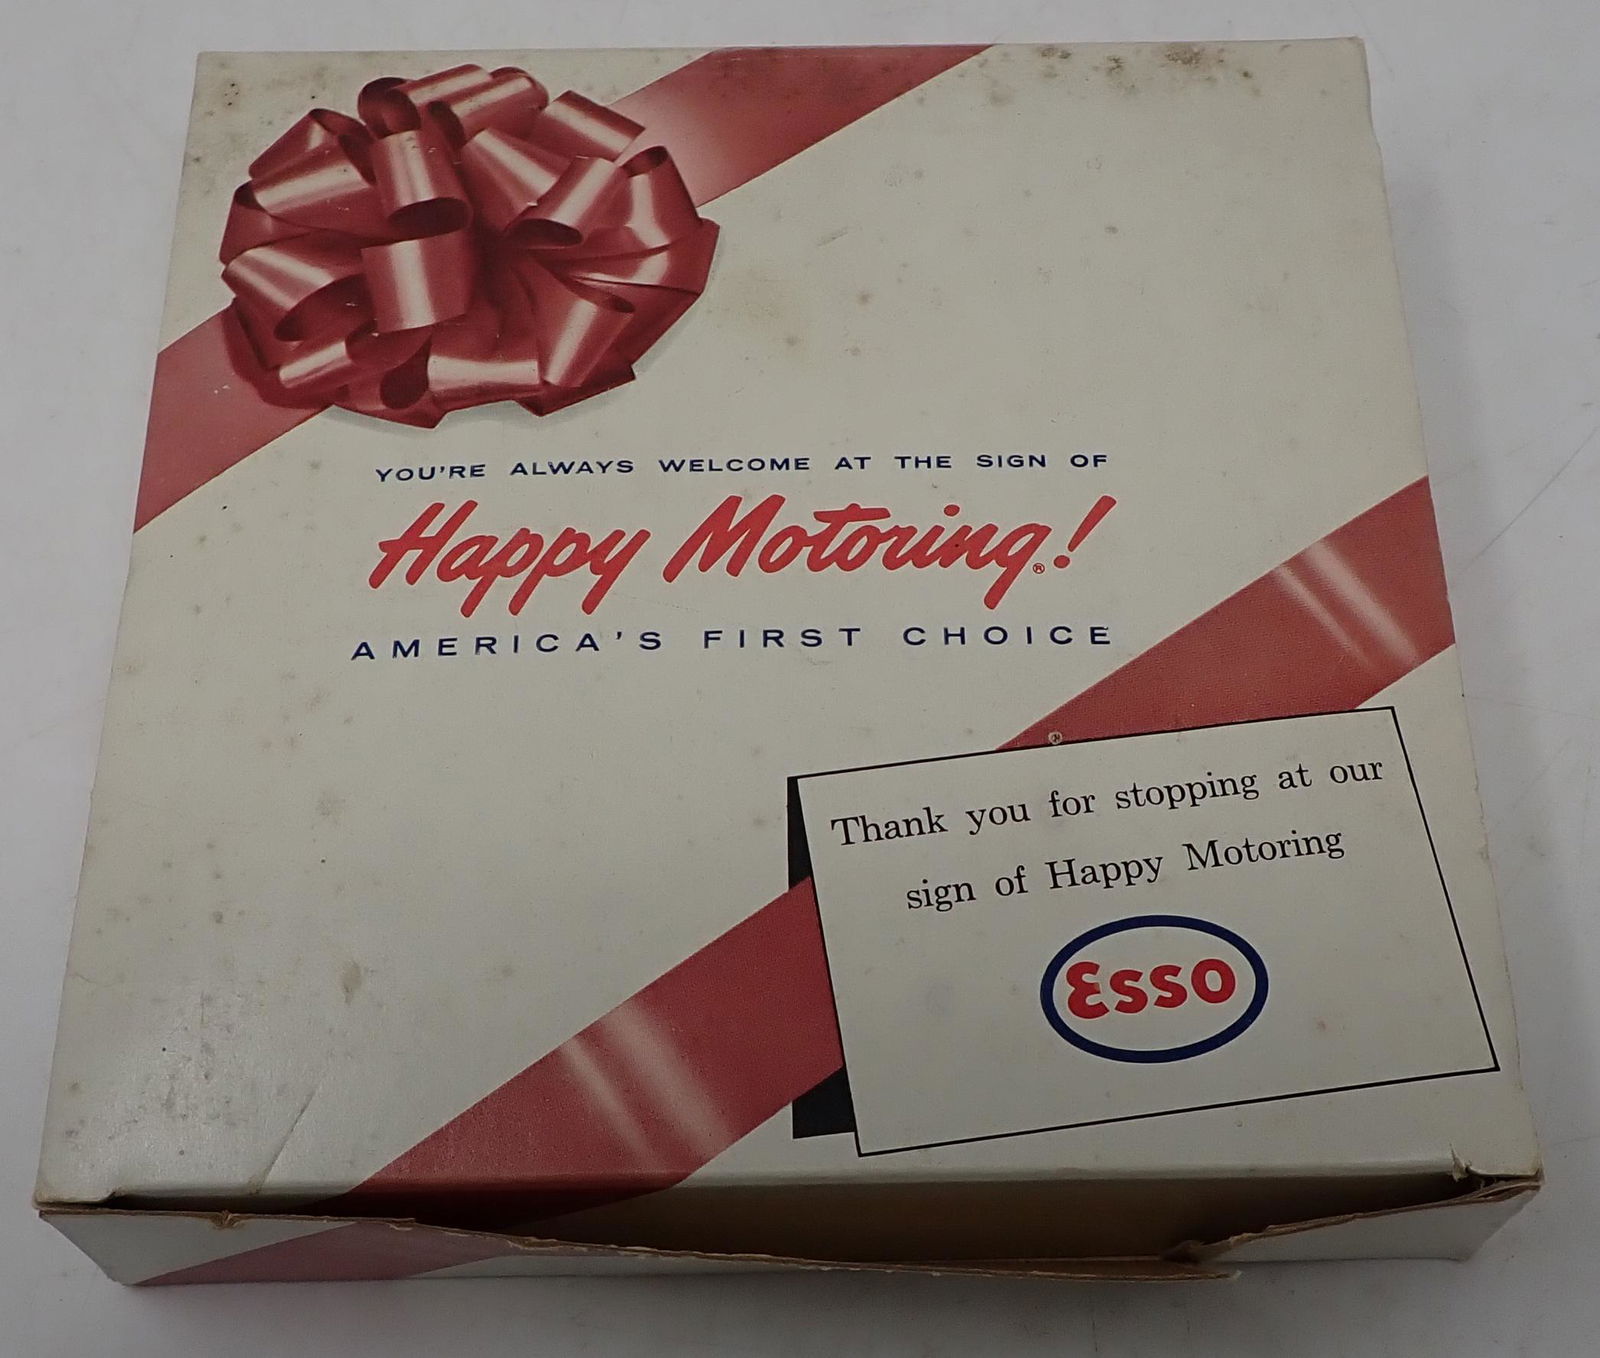 YOU'RE ALWAYS WELCOME AT THE SIGN OF
Happy Motoring!®
AMERICA'S FIRST CHOICE
Thank you for stopping at our
sign of Happy Motoring
Esso